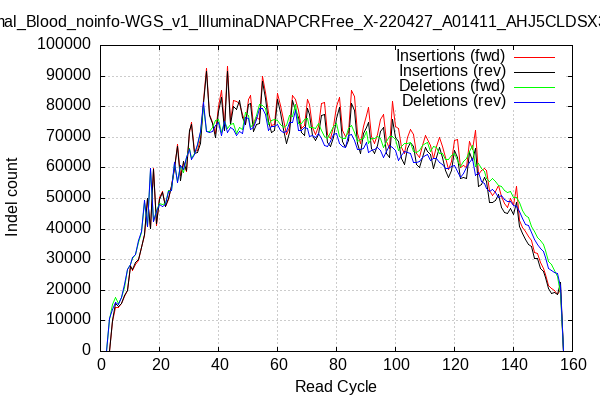 nal_Blood_noinfo-WGS_v1_IlluminaDNAPCRFree_X-220427_A01411_AHJ5CLDSX3
Insertions (fwd)
Insertions (rev)
Deletions (fwd)
Deletions (rev)
100000
90000
80000
70000
60000
50000
40000
30000
20000
10000
0
Indel count
0 20 40 60 80 100 120 140 160
Read Cycle